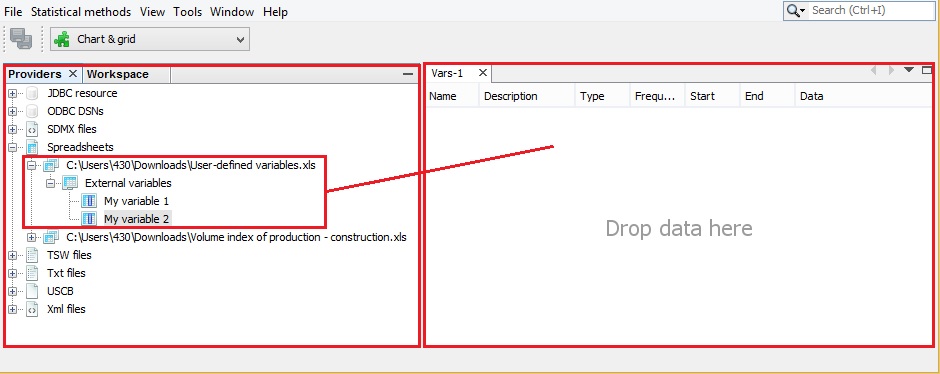 File Statistical methods View Tools Window Help Search (Ctrl+I)
Chart & grid
Providers Workspace
Vars-1
Name Description Type Frequ... Start End Data
JDBC resource
ODBC DSNs
SDMX files
Spreadsheets
C:\Users\430\Downloads\User-defined variables.xls
External variables
My variable 1
My variable 2
C:\Users\430\Downloads\Volume index of production - construction.xls
TSW files
Txt files
USCB
Xml files
Drop data here